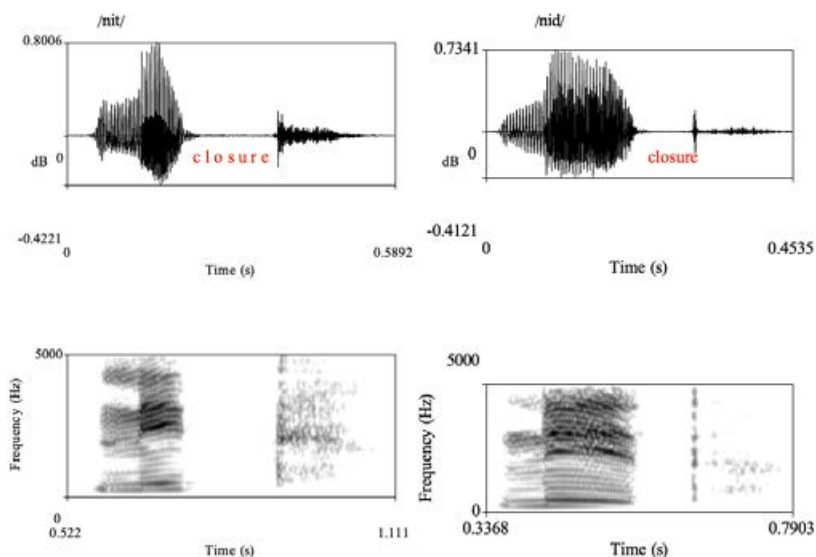 /nit/
0.8006
0
dB
closure
-0.4221
0
0.5892
Time (s)
/nid/
0.7341
0
dB
closure
-0.4121
0
0.4535
Time (s)
5000
Frequency (Hz)
0
0.522
1.111
Time (s)
5000
Frequency (Hz)
0
0.3368
0.7903
Time (s)